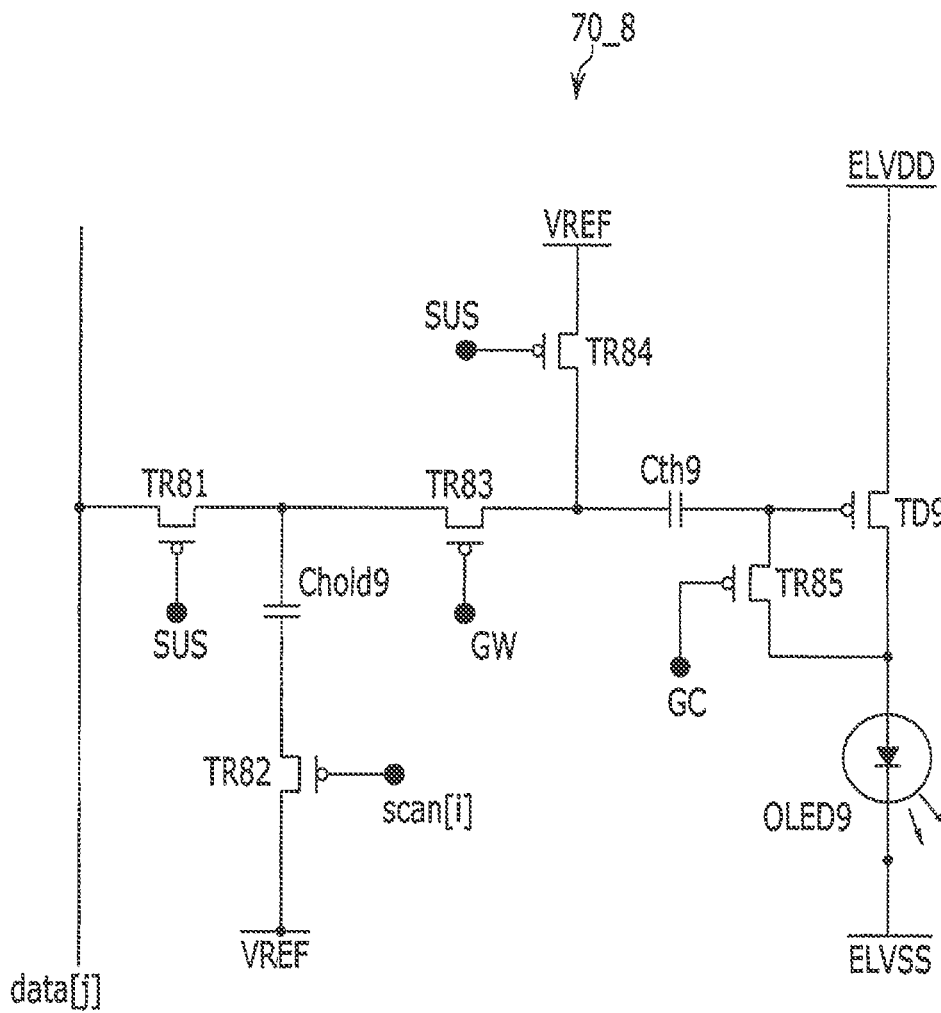 70_8
ELVDD
VREF
SUS
TR84
TR81
TR83
Cth9
TD9
Chold9
TR85
SUS
GW
GC
TR82
scan[i]
OLED9
VREF
ELVSS
data[j]